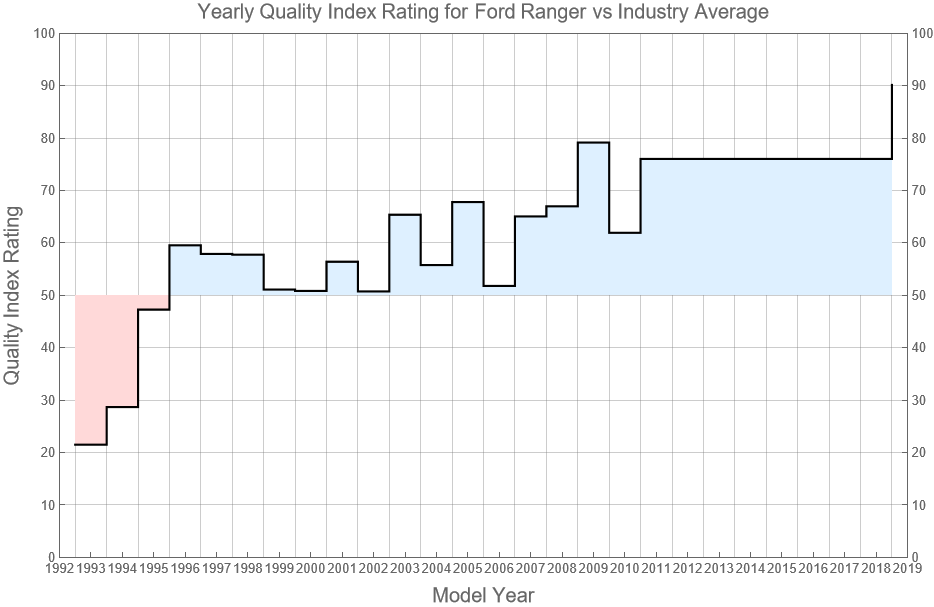 Yearly Quality Index Rating for Ford Ranger vs Industry Average
100 100
90 90
80 80
70 70
60 60
50 50
40 40
30 30
20 20
10 10
0 0
Quality Index Rating
1992 1993 1994 1995 1996 1997 1998 1999 2000 2001 2002 2003 2004 2005 2006 2007 2008 2009 2010 2011 2012 2013 2014 2015 2016 2017 2018 2019
Model Year